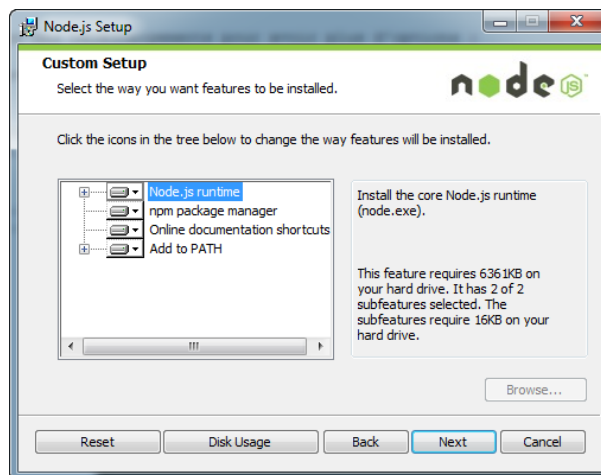 Node.js Setup
Custom Setup
Select the way you want features to be installed.
node
JS
Click the icons in the tree below to change the way features will be installed.
Node.js runtime
npm package manager
Online documentation shortcuts
Add to PATH
Install the core Node.js runtime
(node.exe).
This feature requires 6361KB on
your hard drive. It has 2 of 2
subfeatures selected. The
subfeatures require 16KB on your
hard drive.
Browse...
Reset
Disk Usage
Back
Next
Cancel